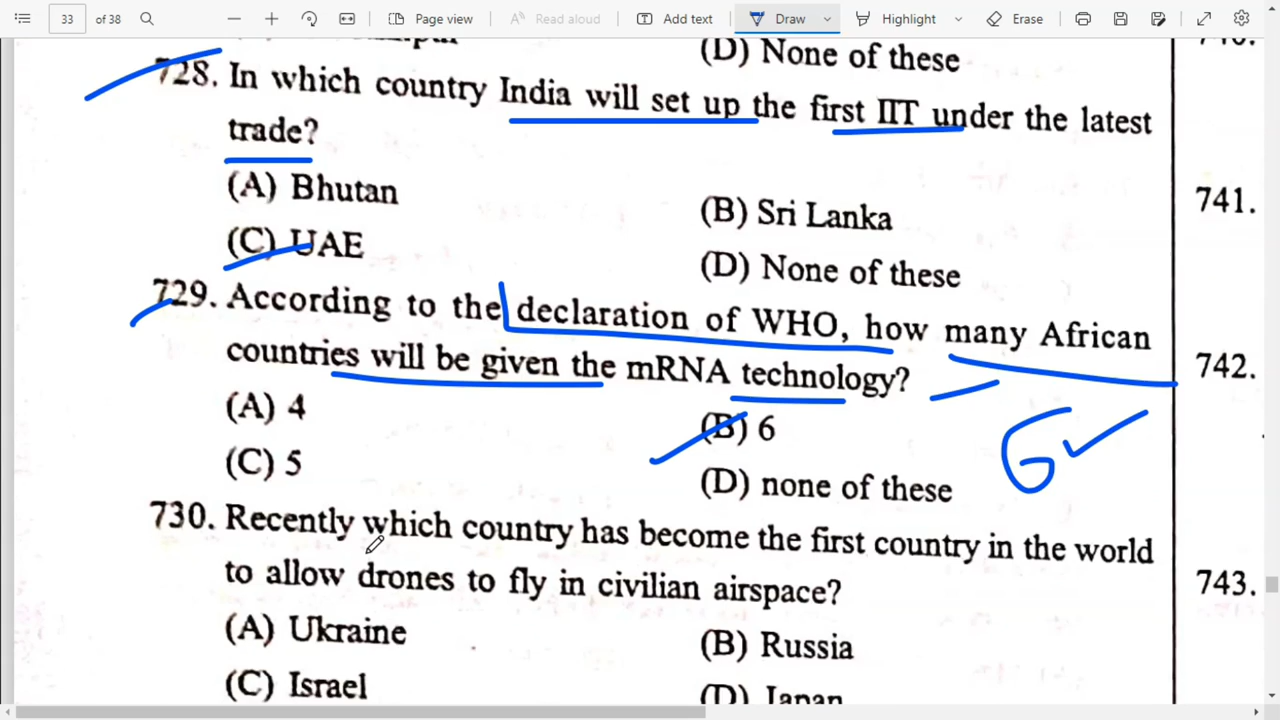 33 of 38
Page view
Read aloud
Add text
Draw
Highlight
Erase
(D) None of these
728. In which country India will set up the first IIT under the latest
trade?
(A) Bhutan
(B) Sri Lanka
(C) UAE
(D) None of these
729. According to the declaration of WHO, how many African
countries will be given the mRNA technology?
(A) 4
(B) 6
(C) 5
(D) none of these
6
730. Recently which country has become the first country in the world
to allow drones to fly in civilian airspace?
(A) Ukraine
(B) Russia
(C) Israel
(D) Japan
741.
742.
743.